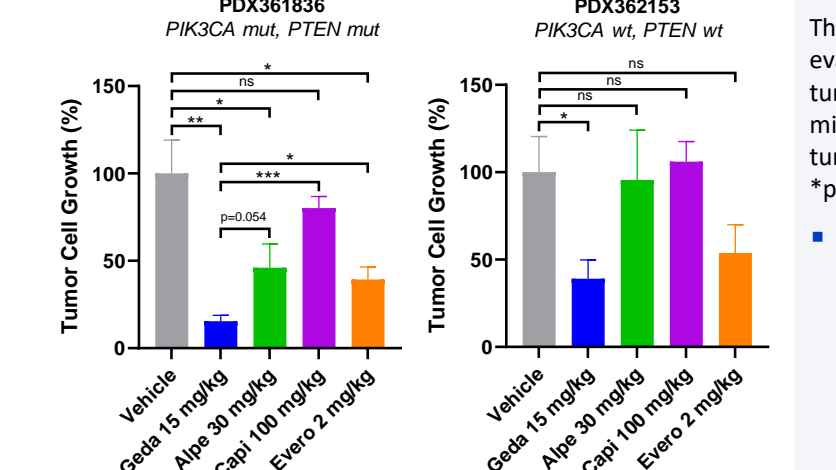 PDX361836
PIK3CA mut, PTEN mut
Tumor Cell Growth (%)
150
100
50
0
*
ns
*
**
*
***
p=0.054
Vehicle
Geda 15 mg/kg
Alpe 30 mg/kg
Capi 100 mg/kg
Evero 2 mg/kg
PDX362153
PIK3CA wt, PTEN wt
Tumor Cell Growth (%)
150
100
50
0
ns
ns
ns
*
Vehicle
Geda 15 mg/kg
Alpe 30 mg/kg
Capi 100 mg/kg
Evero 2 mg/kg
Th
eva
tur
mi
tur
*p